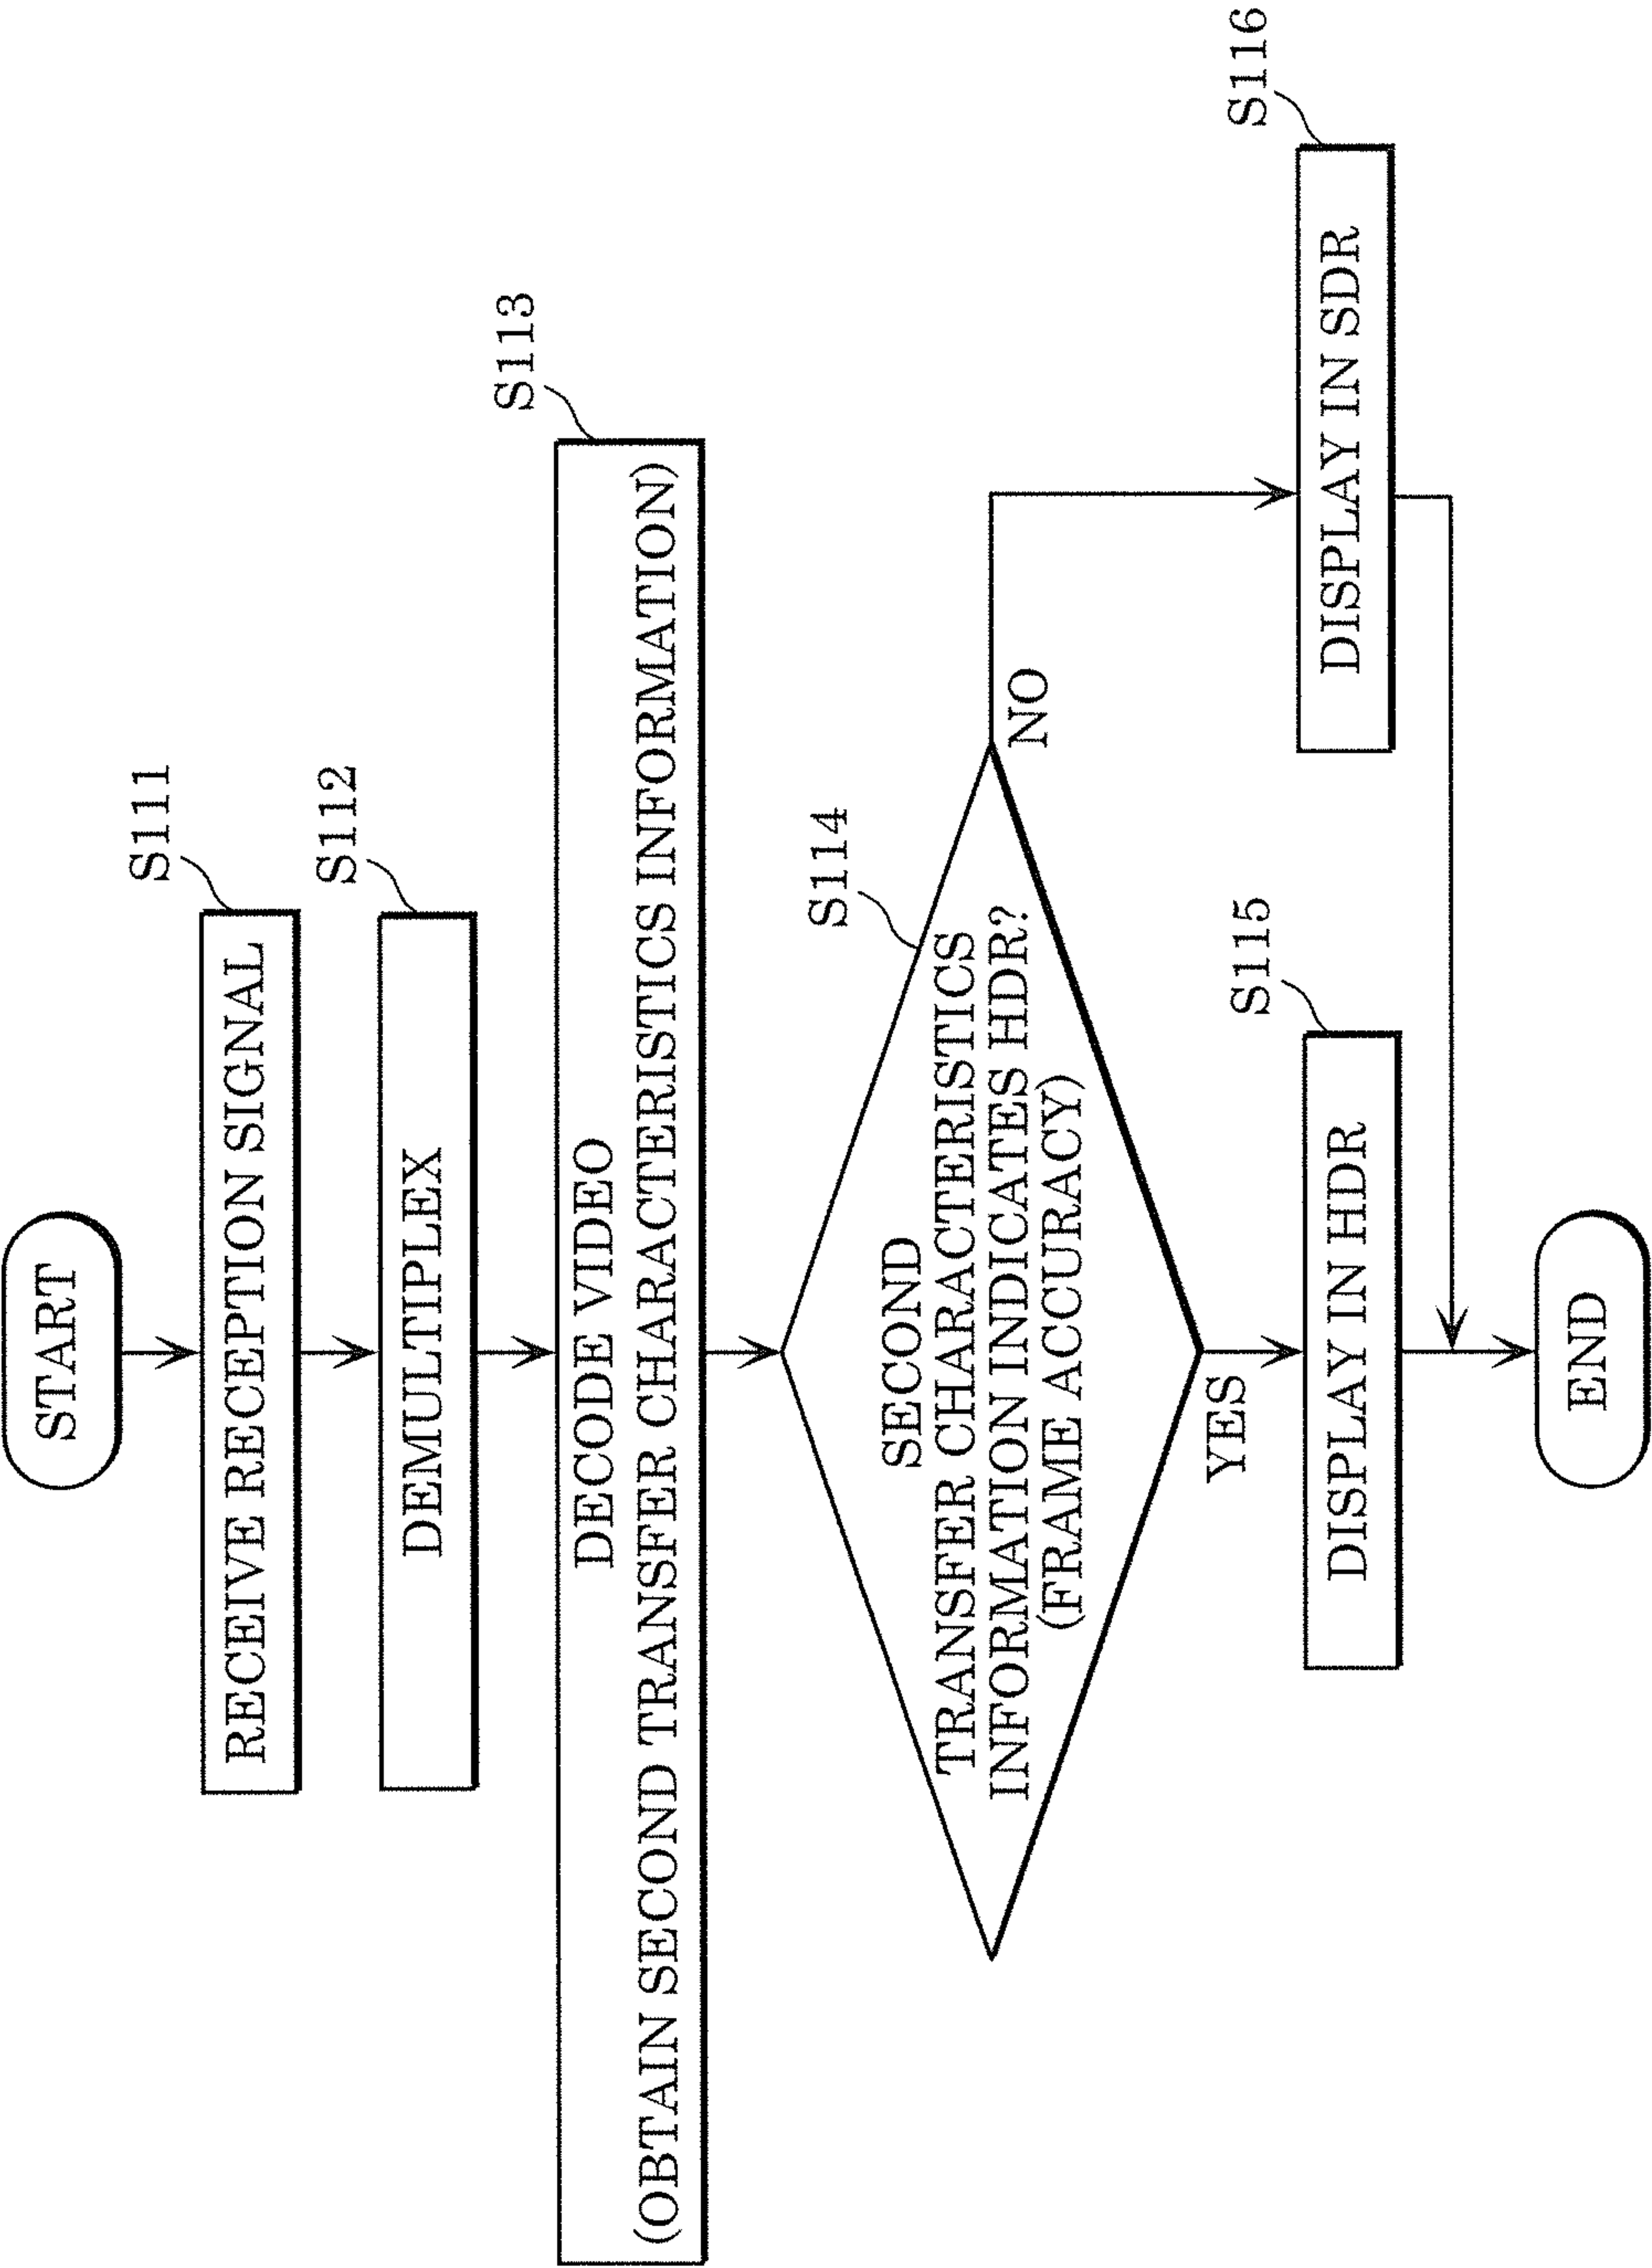 START
S111
RECEIVE RECEPTION SIGNAL
S112
DEMULTIPLEX
S113
DECODE VIDEO
(OBTAIN SECOND TRANSFER CHARACTERISTICS INFORMATION)
S114
SECOND
TRANSFER CHARACTERISTICS
INFORMATION INDICATES HDR?
(FRAME ACCURACY)
NO
YES
S115
DISPLAY IN HDR
S116
DISPLAY IN SDR
END